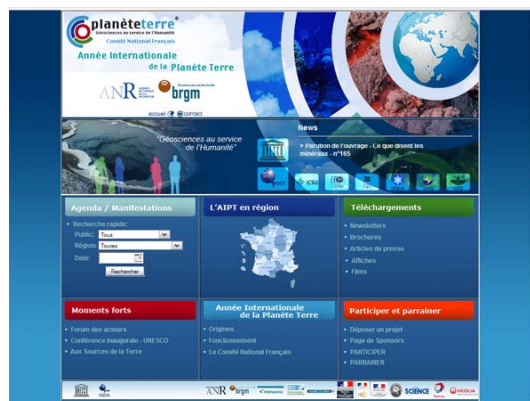 planèteterre
Géosciences au service de l'Humanité
Comité National Français
Année Internationale
de la Planète Terre
ANR
brgm
accueil
contact
"Géosciences au service
de l'Humanité"
News
> Parution de l'ouvrage - Ce que disent les
minéraux - n°165
Agenda / Manifestations
Recherche rapide:
Public: Tous
Région: Toutes
Date:
Rechercher
L'AIPT en région
Téléchargements
Newsletters
Brochures
Articles de presse
Affiches
Films
Moments forts
Forum des acteurs
Conférence inaugurale - UNESCO
Aux Sources de la Terre
Année Internationale
de la Planète Terre
Origines
Fonctionnement
Le Comité National Français
Participer et parrainer
Déposer un projet
Page de Sponsors
PARTICIPER
PARRAINER
ANR
brgm
SCIENCE
TOTAL
VEOLIA